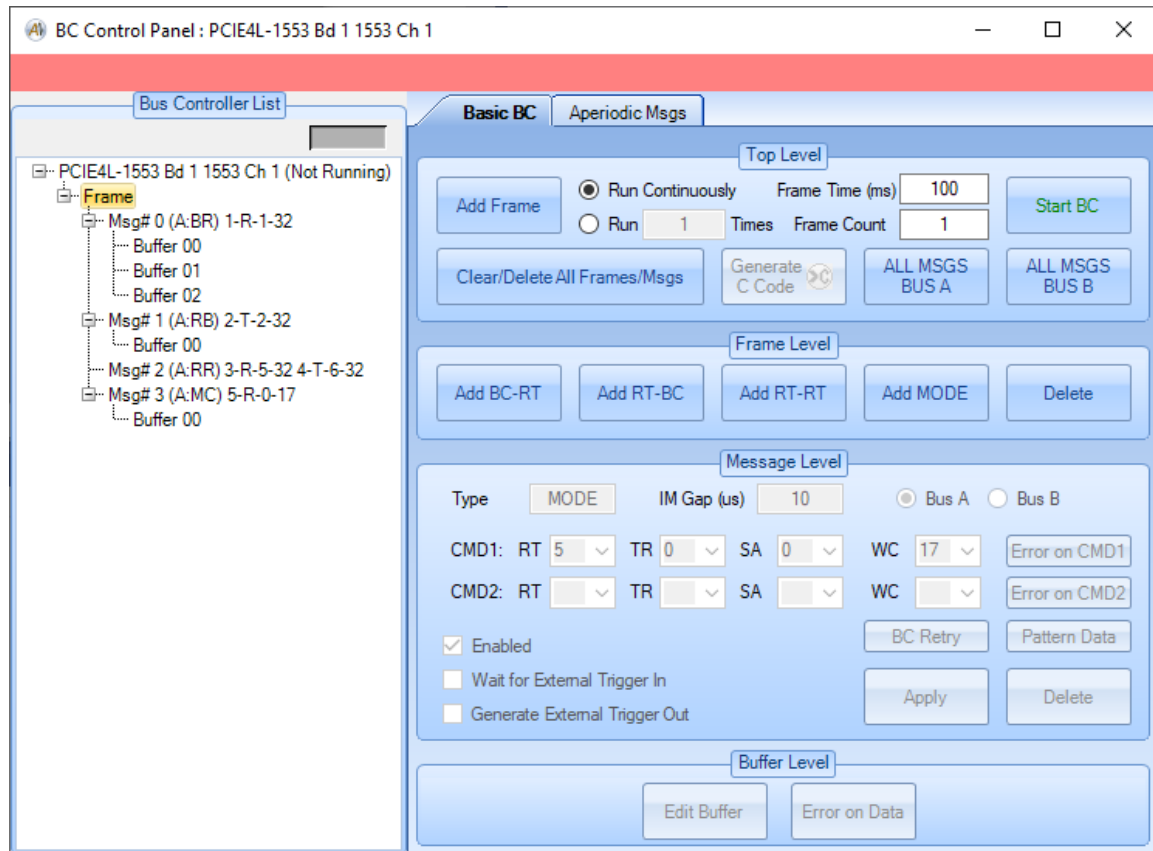 BC Control Panel : PCIE4L-1553 Bd 1 1553 Ch 1
Bus Controller List
PCIE4L-1553 Bd 1 1553 Ch 1 (Not Running)
Frame
Msg# 0 (A:BR) 1-R-1-32
Buffer 00
Buffer 01
Buffer 02
Msg# 1 (A:RB) 2-T-2-32
Buffer 00
Msg# 2 (A:RR) 3-R-5-32 4-T-6-32
Msg# 3 (A:MC) 5-R-0-17
Buffer 00
Basic BC Aperiodic Msgs
Top Level
Add Frame
Run Continuously Frame Time (ms) 100
Run 1 Times Frame Count 1
Start BC
Clear/Delete All Frames/Msgs
Generate
C Code
ALL MSGS
BUS A
ALL MSGS
BUS B
Frame Level
Add BC-RT Add RT-BC Add RT-RT Add MODE Delete
Message Level
Type MODE IM Gap (us) 10 Bus A Bus B
CMD1: RT 5 TR 0 SA 0 WC 17 Error on CMD1
CMD2: RT TR SA WC Error on CMD2
BC Retry Pattern Data
Enabled
Wait for External Trigger In
Generate External Trigger Out
Apply Delete
Buffer Level
Edit Buffer Error on Data